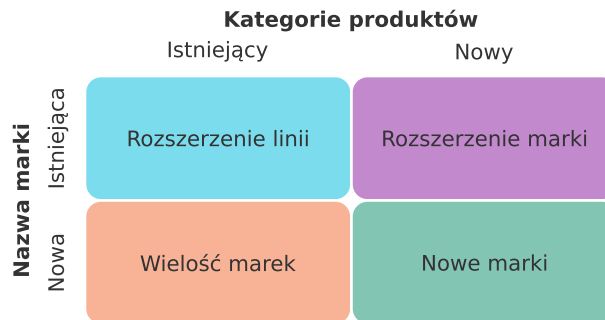 Kategorie produktów
Istniejący
Nowy
Nazwa marki
Istniejąca
Rozszerzenie linii
Rozszerzenie marki
Nowa
Wielość marek
Nowe marki